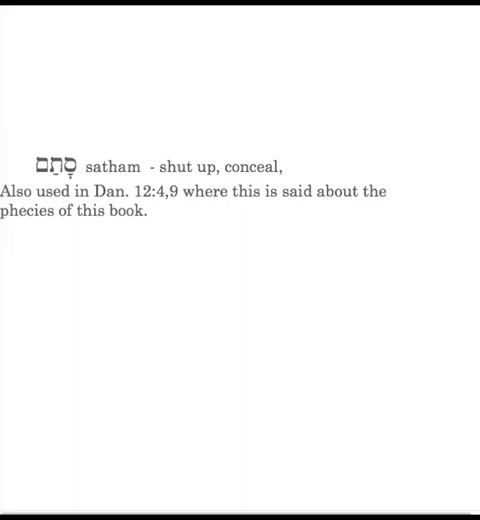 סָתַם satham - shut up, conceal,
Also used in Dan. 12:4,9 where this is said about the
phecies of this book.